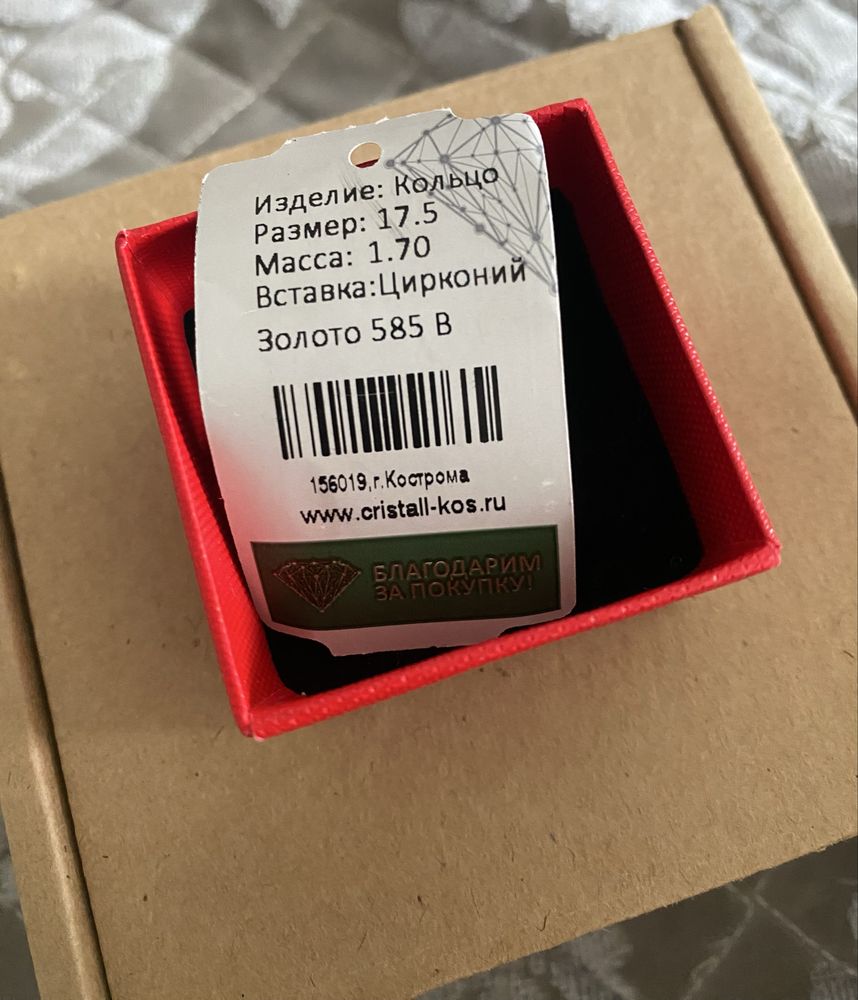 Изделие: Кольцо
Размер: 17.5
Масса: 1.70
Вставка:Цирконий
Золото 585 В
156019,г.Кострома
www.cristall-kos.ru
БЛАГОДАРИМ
ЗА ПОКУПКУ!